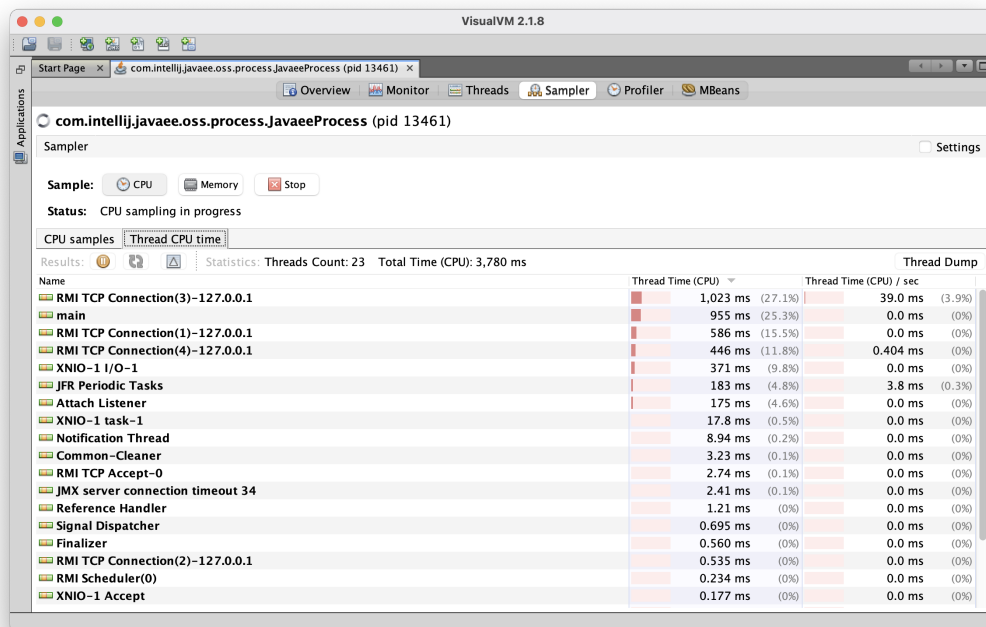 VisualVM 2.1.8
Start Page × com.intellij.javaee.oss.process.JavaeeProcess (pid 13461) ×
Applications
Overview Monitor Threads Sampler Profiler MBeans
com.intellij.javaee.oss.process.JavaeeProcess (pid 13461)
Sampler Settings
Sample: CPU Memory Stop
Status: CPU sampling in progress
CPU samples Thread CPU time
Results: Statistics: Threads Count: 23 Total Time (CPU): 3,780 ms Thread Dump
Name Thread Time (CPU) Thread Time (CPU) / sec
RMI TCP Connection(3)-127.0.0.1 1,023 ms (27.1%) 39.0 ms (3.9%)
main 955 ms (25.3%) 0.0 ms (0%)
RMI TCP Connection(1)-127.0.0.1 586 ms (15.5%) 0.0 ms (0%)
RMI TCP Connection(4)-127.0.0.1 446 ms (11.8%) 0.404 ms (0%)
XNIO-1 I/O-1 371 ms (9.8%) 0.0 ms (0%)
JFR Periodic Tasks 183 ms (4.8%) 3.8 ms (0.3%)
Attach Listener 175 ms (4.6%) 0.0 ms (0%)
XNIO-1 task-1 17.8 ms (0.5%) 0.0 ms (0%)
Notification Thread 8.94 ms (0.2%) 0.0 ms (0%)
Common-Cleaner 3.23 ms (0.1%) 0.0 ms (0%)
RMI TCP Accept-0 2.74 ms (0.1%) 0.0 ms (0%)
JMX server connection timeout 34 2.41 ms (0.1%) 0.0 ms (0%)
Reference Handler 1.21 ms (0%) 0.0 ms (0%)
Signal Dispatcher 0.695 ms (0%) 0.0 ms (0%)
Finalizer 0.560 ms (0%) 0.0 ms (0%)
RMI TCP Connection(2)-127.0.0.1 0.535 ms (0%) 0.0 ms (0%)
RMI Scheduler(0) 0.234 ms (0%) 0.0 ms (0%)
XNIO-1 Accept 0.177 ms (0%) 0.0 ms (0%)